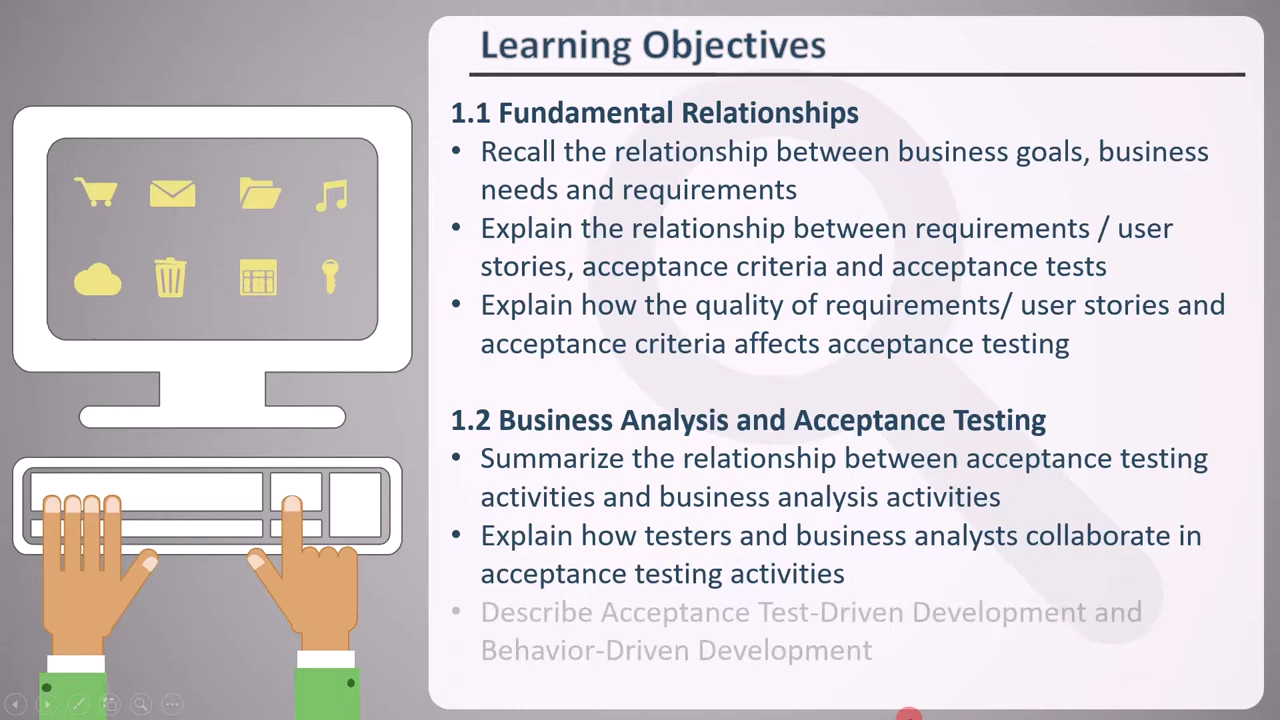 Learning Objectives
1.1 Fundamental Relationships
• Recall the relationship between business goals, business
needs and requirements
• Explain the relationship between requirements / user
stories, acceptance criteria and acceptance tests
• Explain how the quality of requirements/ user stories and
acceptance criteria affects acceptance testing
1.2 Business Analysis and Acceptance Testing
• Summarize the relationship between acceptance testing
activities and business analysis activities
• Explain how testers and business analysts collaborate in
acceptance testing activities
• Describe Acceptance Test-Driven Development and
Behavior-Driven Development